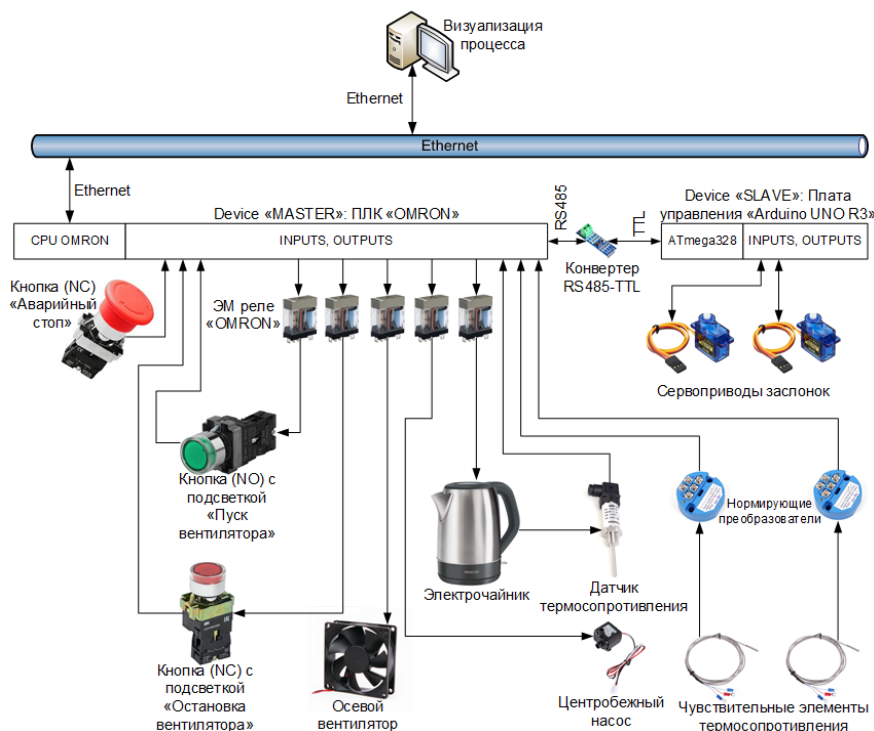 Визуализация
процесса
Ethernet
Ethernet
Ethernet
Device «MASTER»: ПЛК «OMRON»
RS485
TTL
Device «SLAVE»: Плата
управления «Arduino UNO R3»
CPU OMRON
INPUTS, OUTPUTS
ATmega328
INPUTS, OUTPUTS
Конвертер
RS485-TTL
Кнопка (NC)
«Аварийный
стоп»
ЭМ реле
«OMRON»
Сервоприводы заслонок
Кнопка (NO) с
подсветкой
«Пуск
вентилятора»
Нормирующие
преобразователи
Электрочайник
Датчик
термосопротивления
Кнопка (NC) с
подсветкой
«Остановка
вентилятора»
Осевой
вентилятор
Центробежный
насос
Чувствительные элементы
термосопротивления